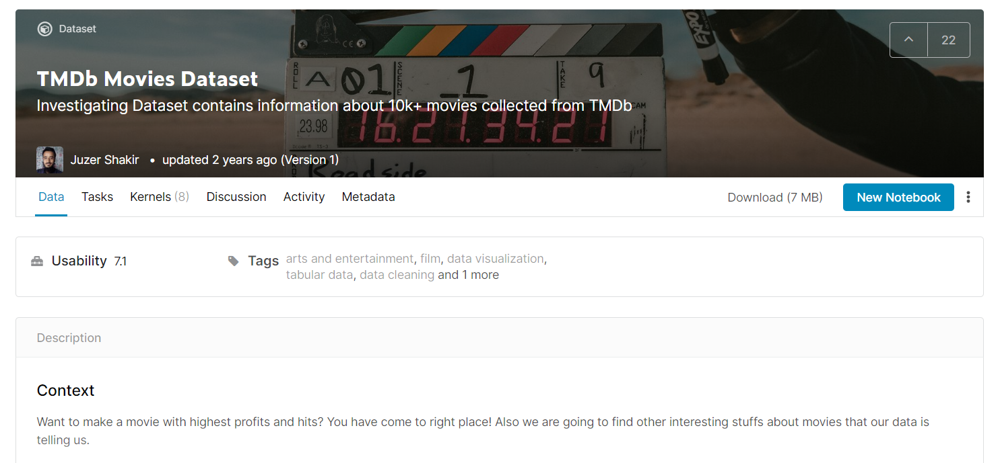 Dataset
22
TMDb Movies Dataset
Investigating Dataset contains information about 10k+ movies collected from TMDb
ROLL A 01 SCENE 1 TAKE 9
CAM
23.98 16.27.34.27
Juzer Shakir • updated 2 years ago (Version 1)
Roadside
Data Tasks Kernels (8) Discussion Activity Metadata Download (7 MB) New Notebook
Usability 7.1 Tags arts and entertainment, film, data visualization,
tabular data, data cleaning and 1 more
Description
Context
Want to make a movie with highest profits and hits? You have come to right place! Also we are going to find other interesting stuffs about movies that our data is
telling us.